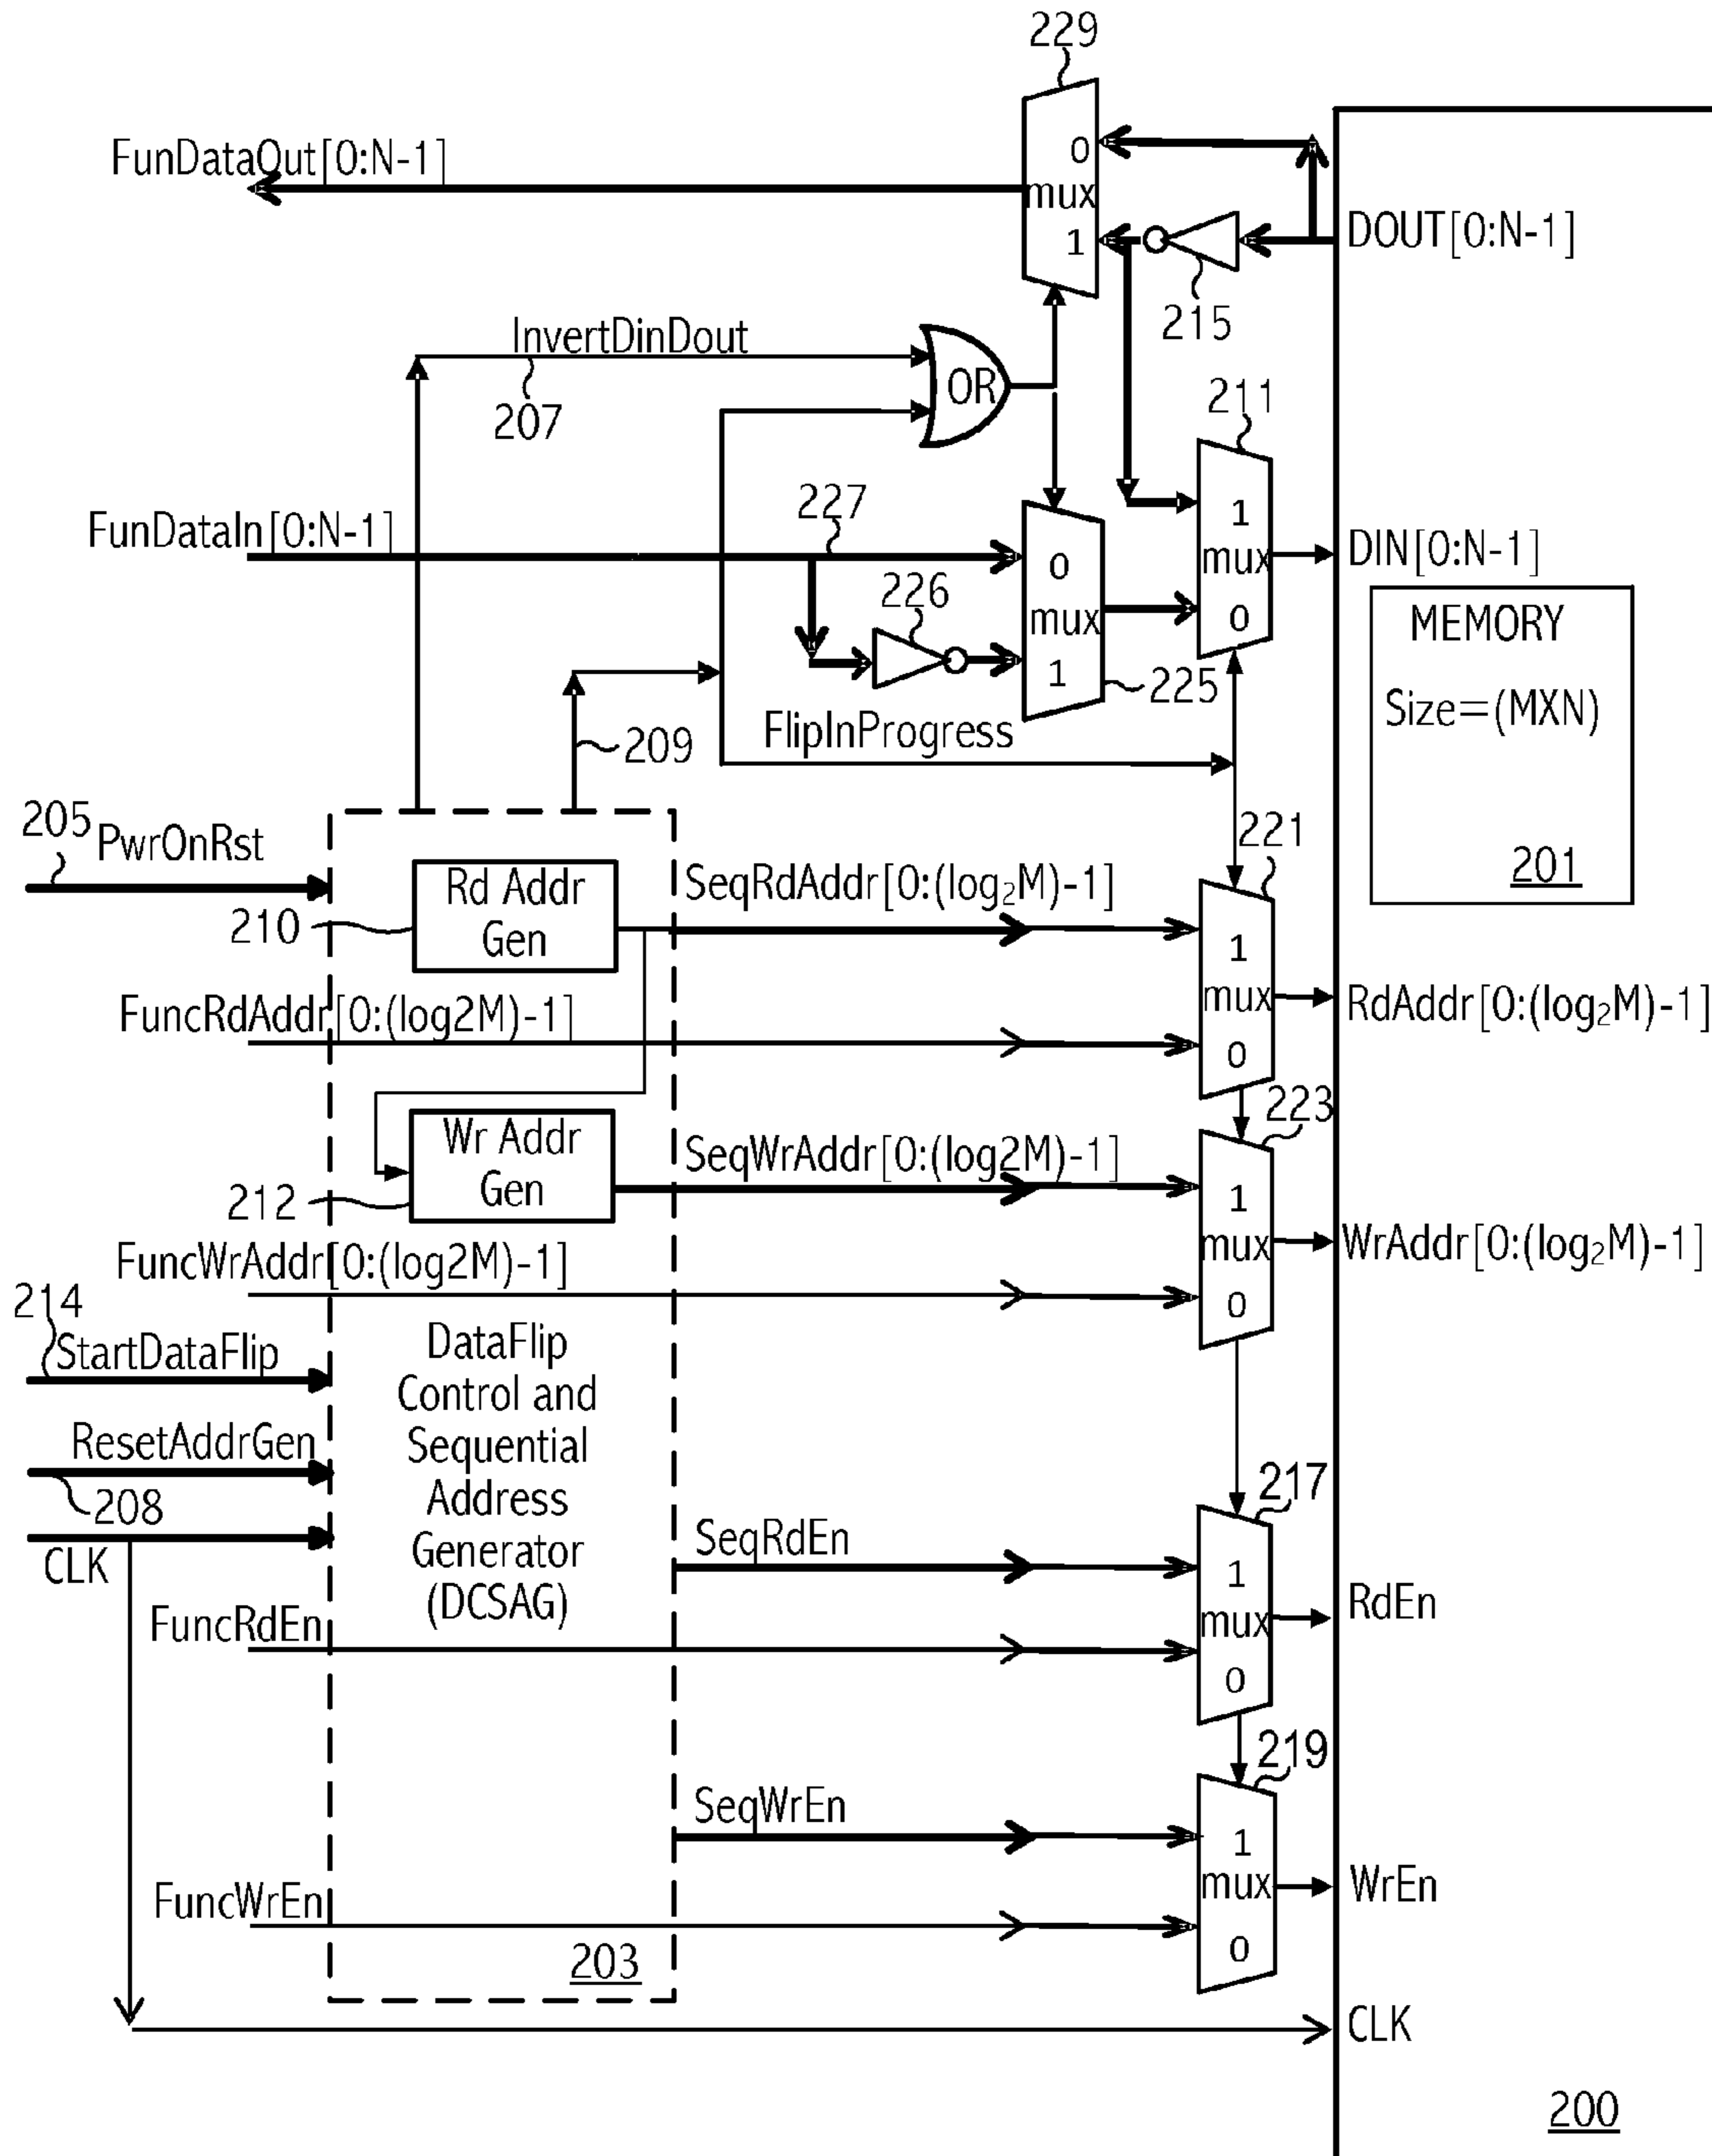 229
FunDataOut[0:N-1]
0
mux
1
DOUT[0:N-1]
215
InvertDinDout
207
OR
211
FunDataIn[0:N-1]
227
0
mux
1
226
225
1
mux
0
DIN[0:N-1]
MEMORY
Size=(MXN)
201
FlipInProgress
209
205
PwrOnRst
Rd Addr
Gen
210
SeqRdAddr[0:(log₂M)-1]
221
1
mux
0
RdAddr[0:(log₂M)-1]
FuncRdAddr[0:(log2M)-1]
Wr Addr
Gen
212
SeqWrAddr[0:(log2M)-1]
223
1
mux
0
WrAddr[0:(log₂M)-1]
FuncWrAddr[0:(log2M)-1]
214
StartDataFlip
ResetAddrGen
208
CLK
DataFlip
Control and
Sequential
Address
Generator
(DCSAG)
SeqRdEn
217
1
mux
0
RdEn
FuncRdEn
SeqWrEn
219
1
mux
0
WrEn
FuncWrEn
203
CLK
200